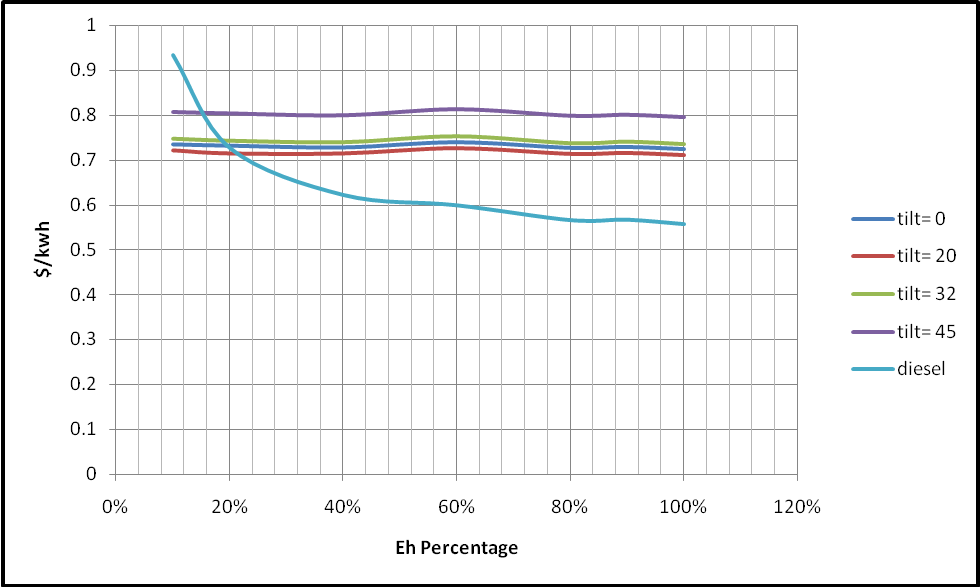 1
0.9
0.8
0.7
0.6
0.5
0.4
0.3
0.2
0.1
0
$/kwh
0% 20% 40% 60% 80% 100% 120%
Eh Percentage
tilt= 0
tilt= 20
tilt= 32
tilt= 45
diesel